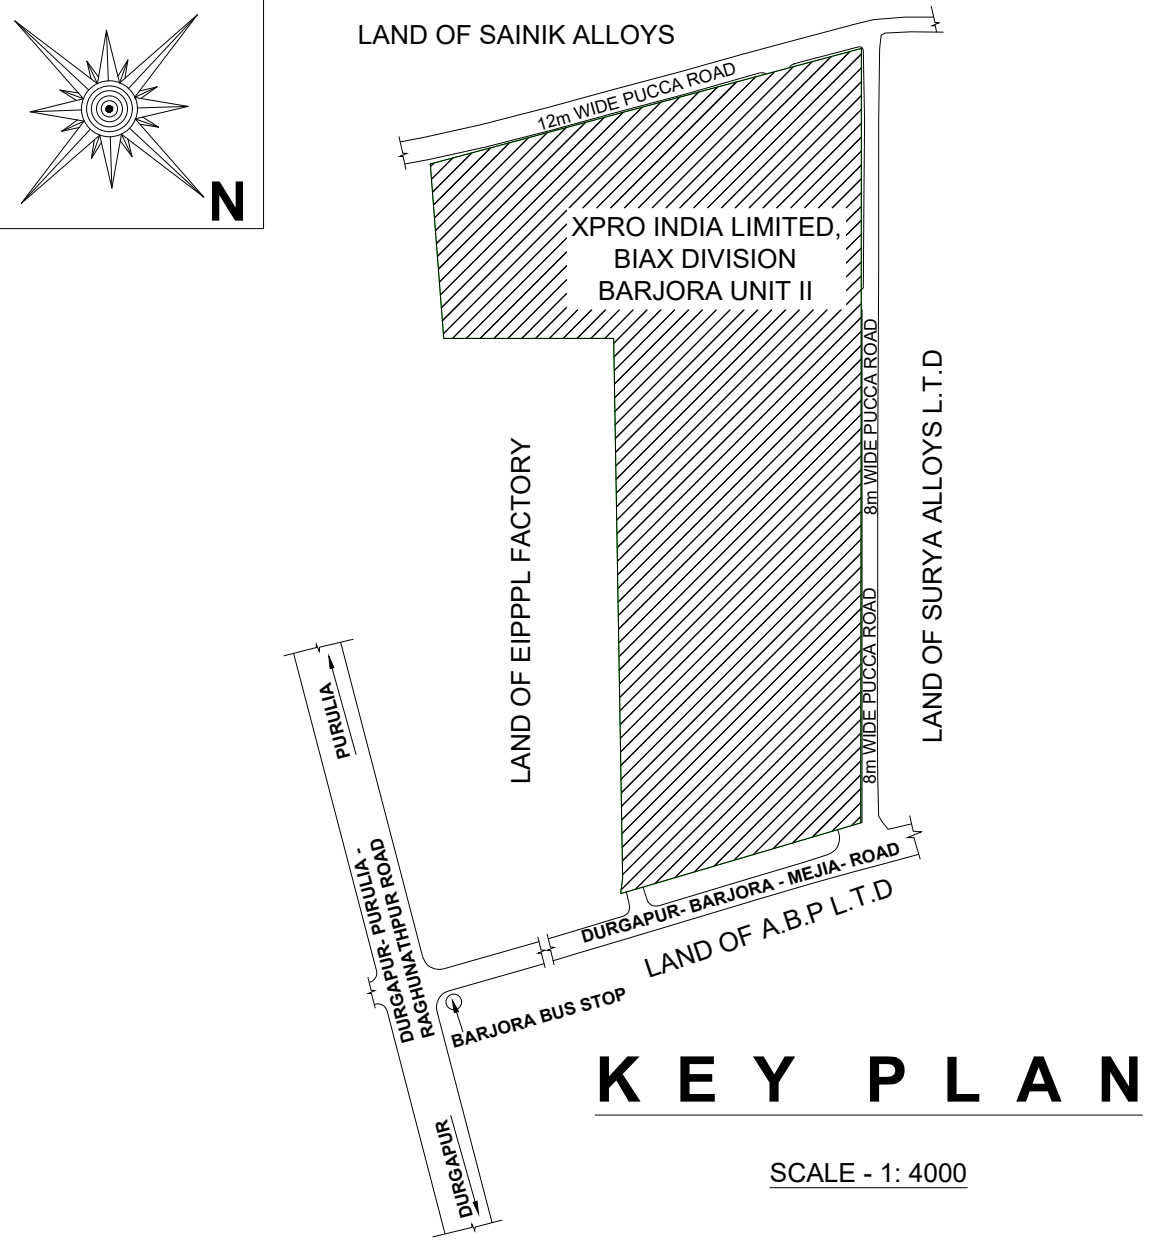 LAND OF SAINIK ALLOYS
12m WIDE PUCCA ROAD
N
XPRO INDIA LIMITED,
BIAX DIVISION
BARJORA UNIT II
8m WIDE PUCCA ROAD
LAND OF SURYA ALLOYS L.T.D
LAND OF EIPPPL FACTORY
8m WIDE PUCCA ROAD
PURULIA
DURGAPUR- PURULIA -
RAGHUNATHPUR ROAD
DURGAPUR- BARJORA - MEJIA- ROAD
LAND OF A.B.P L.T.D
BARJORA BUS STOP
DURGAPUR
KEY PLAN
SCALE - 1: 4000